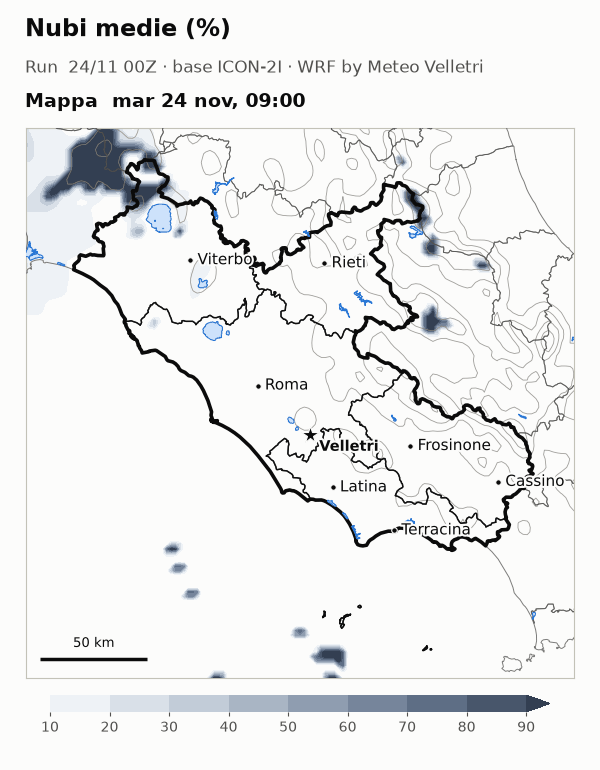 Nubi medie (%)
Run  24/11 00Z · base ICON-2I · WRF by Meteo Velletri
Mappa  mar 24 nov, 09:00
Viterbo
Rieti
Roma
Velletri
Frosinone
Cassino
Latina
Terracina
50 km
10 20 30 40 50 60 70 80 90